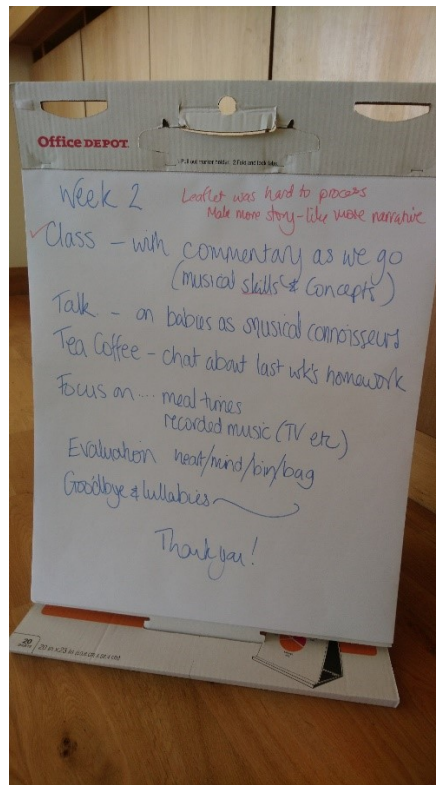 Office DEPOT.
Week 2
Leaflet was hard to process
Make more story-like more narrative
Class - with commentary as we go
(musical skills & concepts)
Talk - on babies as musical connoisseurs
Tea Coffee - chat about last wk's homework
Focus on ... meal times
recorded music (TV etc)
Evaluation heart/mind/bin/bag
Goodbye & lullabies
Thank you!
20